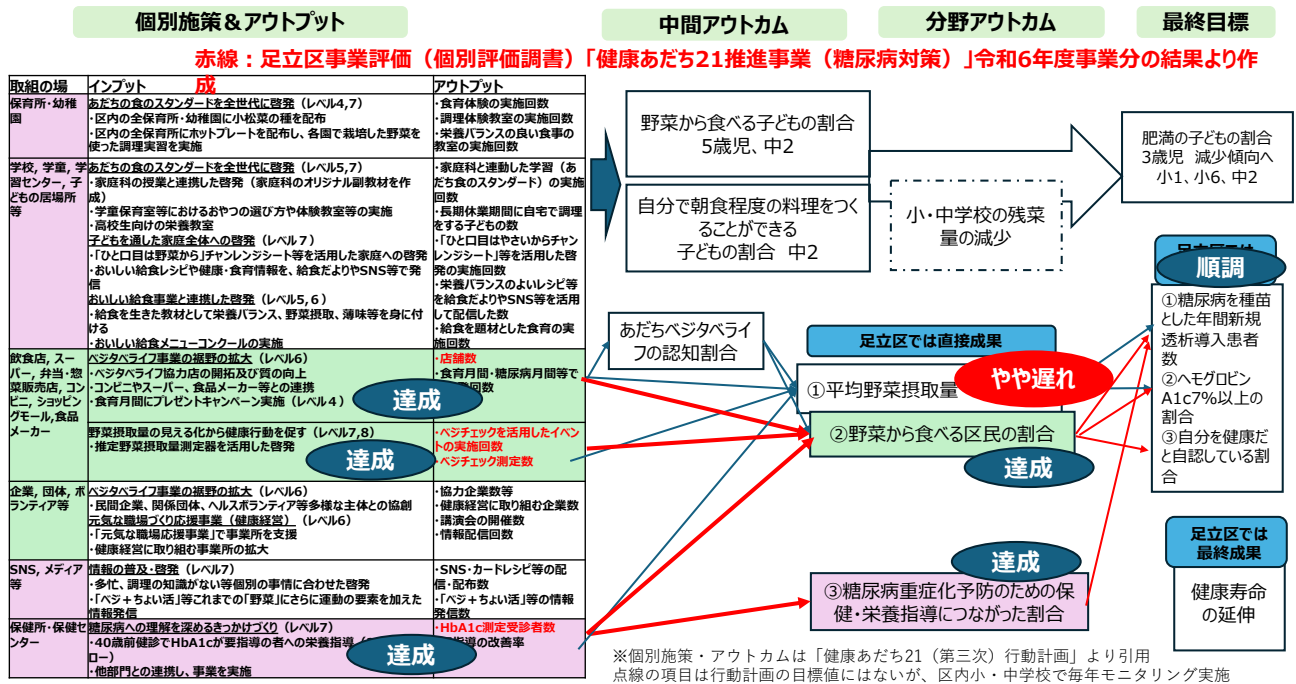 個別施策＆アウトプット
中間アウトカム
分野アウトカム
最終目標
赤線：足立区事業評価（個別評価調書）「健康あだち21推進事業（糖尿病対策）」令和6年度事業分の結果より作
成
取組の場
インプット
アウトプット
保育所･幼稚
園
あだちの食のスタンダードを全世代に啓発（レベル4,7）
･区内の全保育所･幼稚園に小松菜の種を配布
･区内の全保育所にホットプレートを配布し、各園で栽培した野菜を
使った調理実習を実施
･食育体験の実施回数
･調理体験教室の実施回数
･栄養バランスの良い食事の
教室の実施回数
学校, 学童, 学
習センター, 子
どもの居場所
等
あだちの食のスタンダードを全世代に啓発（レベル5,7）
･家庭科の授業と連携した啓発（家庭科のオリジナル副教材を作
成）
･学童保育室等におけるおやつの選び方や体験教室等の実施
･高校生向けの栄養教室
子どもを通した家庭全体への啓発（レベル７）
･「ひと口目は野菜から」チャンレンジシート等を活用した家庭への啓発
･おいしい給食レシピや健康･食育情報を、給食だよりやSNS等で発
信
おいしい給食事業と連携した啓発（レベル5,６）
･給食を生きた教材として栄養バランス、野菜摂取、薄味等を身に付
ける
･おいしい給食メニューコンクールの実施
･家庭科と連動した学習（あ
だち食のスタンダード）の実施
回数
･長期休業期間に自宅で調理
をする子どもの数
･「ひと口目はやさいからチャン
レンジシート」等を活用した啓
発の実施回数
･栄養バランスのよいレシピ等
を給食だよりやSNS等を活用
して配信した数
･給食を題材とした食育の実
施回数
飲食店, スー
パー, 弁当･惣
菜販売店, コン
ビニ, ショッピン
グモール,食品
メーカー
ベジタベライフ事業の裾野の拡大（レベル6）
･ベジタベライフ協力店の開拓及び質の向上
･コンビニやスーパー、食品メーカー等との連携
･食育月間にプレゼントキャンペーン実施（レベル４）
達成
･店舗数
･食育月間･糖尿病月間等で
回数
野菜摂取量の見える化から健康行動を促す（レベル7,8）
･推定野菜摂取量測定器を活用した啓発
達成
･ベジチェックを活用したイベン
トの実施回数
･ベジチェック測定数
企業, 団体, ボ
ランティア等
ベジタベライフ事業の裾野の拡大（レベル6）
･民間企業、関係団体、ヘルスボランティア等多様な主体との協創
元気な職場づくり応援事業（健康経営）（レベル6）
･「元気な職場応援事業」で事業所を支援
･健康経営に取り組む事業所の拡大
･協力企業数等
･健康経営に取り組む企業数
･講演会の開催数
･情報配信回数
SNS, メディア
等
情報の普及･啓発（レベル7）
･多忙、調理の知識がない等個別の事情に合わせた啓発
･「ベジ＋ちょい活」等これまでの「野菜」にさらに運動の要素を加えた
情報発信
･SNS･カードレシピ等の配
信･配布数
･「ベジ＋ちょい活」等の情報
発信数
保健所･保健セ
ンター
糖尿病への理解を深めるきっかけづくり（レベル7）
･40歳前健診でHbA1cが要指導の者への栄養指導
ロー）
･他部門との連携し、事業を実施
達成
･HbA1c測定受診者数
指導の改善率
野菜から食べる子どもの割合
5歳児、中2
自分で朝食程度の料理をつく
ることができる
子どもの割合 中2
小・中学校の残菜
量の減少
肥満の子どもの割合
3歳児 減少傾向へ
小1、小6、中2
あだちベジタベライ
フの認知割合
足立区では直接成果
①平均野菜摂取量
やや遅れ
②野菜から食べる区民の割合
達成
達成
③糖尿病重症化予防のための保
健・栄養指導につながった割合
足立区では
順調
①糖尿病を種苗
とした年間新規
透析導入患者
数
②ヘモグロビン
A1c7%以上の
割合
③自分を健康だ
と自認している割
合
足立区では
最終成果
健康寿命
の延伸
※個別施策・アウトカムは「健康あだち21（第三次）行動計画」より引用
点線の項目は行動計画の目標値にはないが、区内小・中学校で毎年モニタリング実施